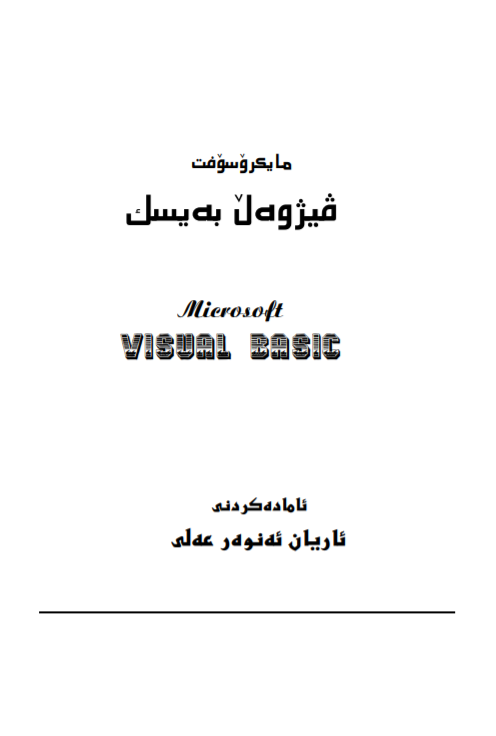 مایکرۆسۆفت
ڤیژوەڵ بەیسك
Microsoft
VISUAL BASIC
ئامادەکردنی
ئاریان ئەنوەر عەلی